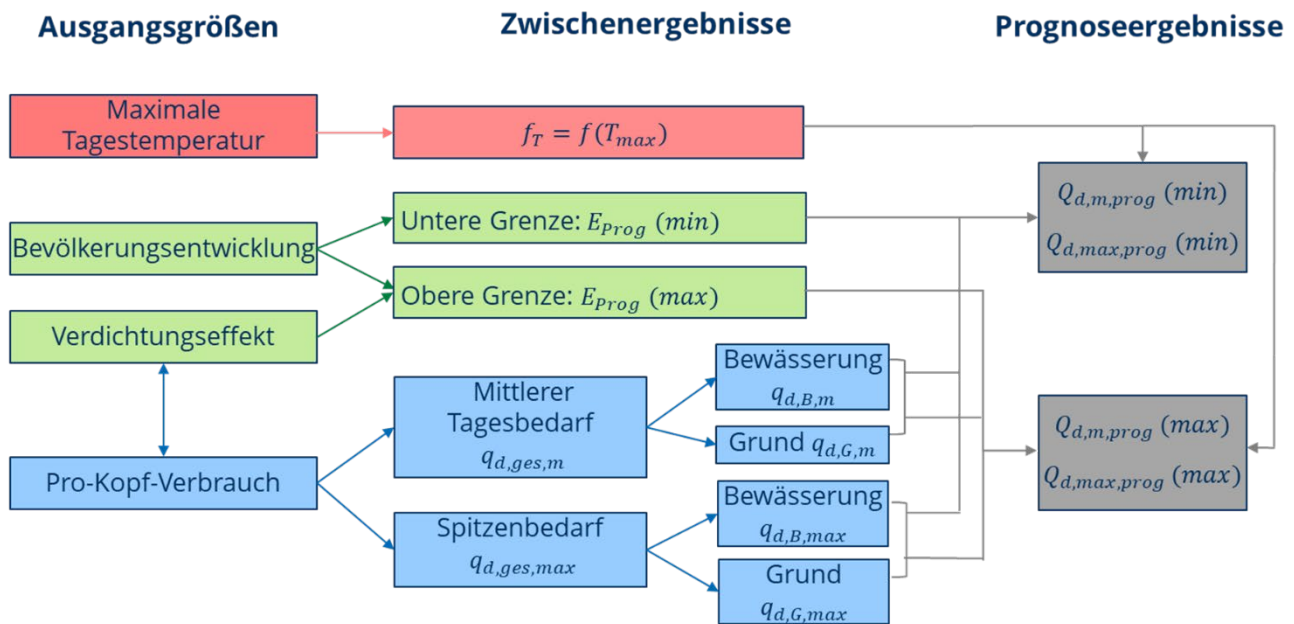 Ausgangsgrößen
Zwischenergebnisse
Prognoseergebnisse
Maximale
Tagestemperatur
f_T = f(T_max)
Bevölkerungsentwicklung
Untere Grenze: E_Prog (min)
Obere Grenze: E_Prog (max)
Verdichtungseffekt
Pro-Kopf-Verbrauch
Mittlerer
Tagesbedarf
q_d,ges,m
Spitzenbedarf
q_d,ges,max
Bewässerung
q_d,B,m
Grund q_d,G,m
Bewässerung
q_d,B,max
Grund
q_d,G,max
Q_d,m,prog (min)
Q_d,max,prog (min)
Q_d,m,prog (max)
Q_d,max,prog (max)